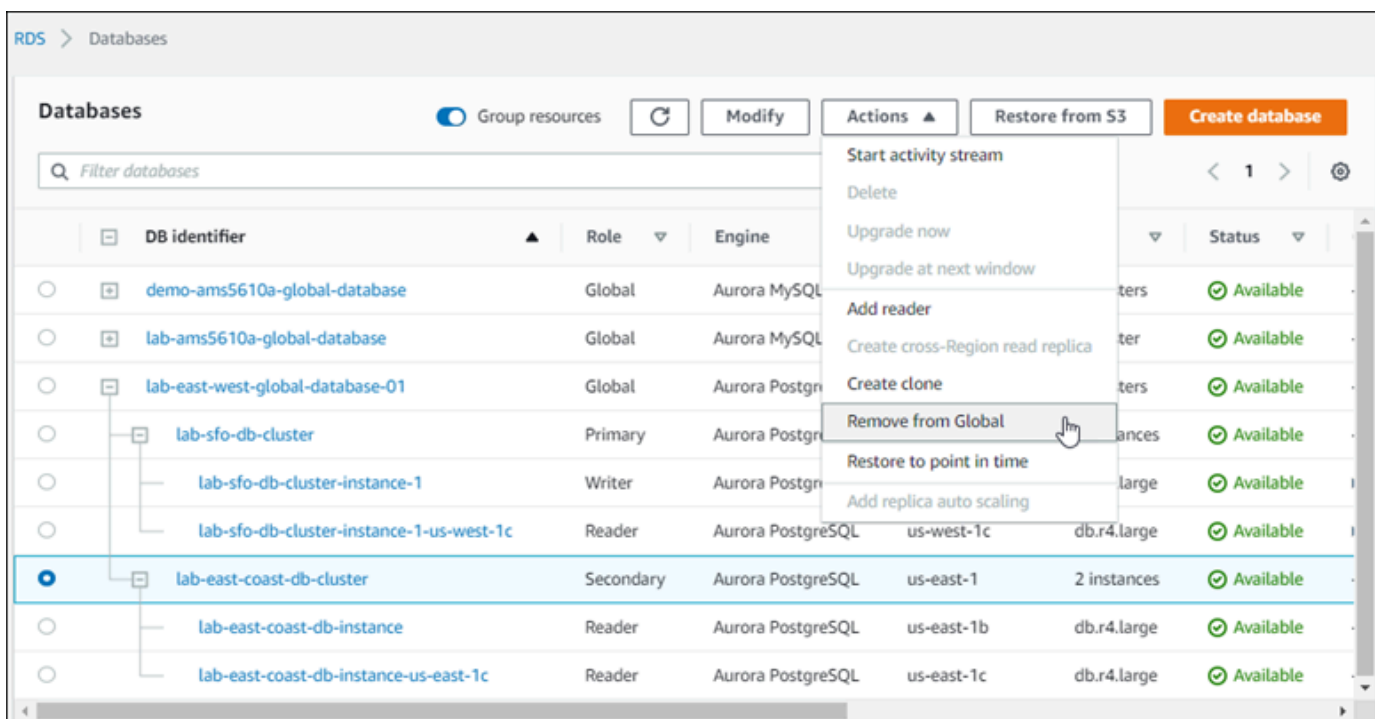 RDS > Databases
Databases Group resources Modify Actions ▲ Restore from S3 Create database
Filter databases < 1 >
Start activity stream
Delete
Upgrade now
Upgrade at next window
Add reader
Create cross-Region read replica
Create clone
Remove from Global
Restore to point in time
Add replica auto scaling
DB identifier Role Engine Status
demo-ams5610a-global-database Global Aurora MySQL Available
lab-ams5610a-global-database Global Aurora MySQL Available
lab-east-west-global-database-01 Global Available
lab-sfo-db-cluster Primary Available
lab-sfo-db-cluster-instance-1 Writer large Available
lab-sfo-db-cluster-instance-1-us-west-1c Reader Aurora PostgreSQL us-west-1c db.r4.large Available
lab-east-coast-db-cluster Secondary Aurora PostgreSQL us-east-1 2 instances Available
lab-east-coast-db-instance Reader Aurora PostgreSQL us-east-1b db.r4.large Available
lab-east-coast-db-instance-us-east-1c Reader Aurora PostgreSQL us-east-1c db.r4.large Available